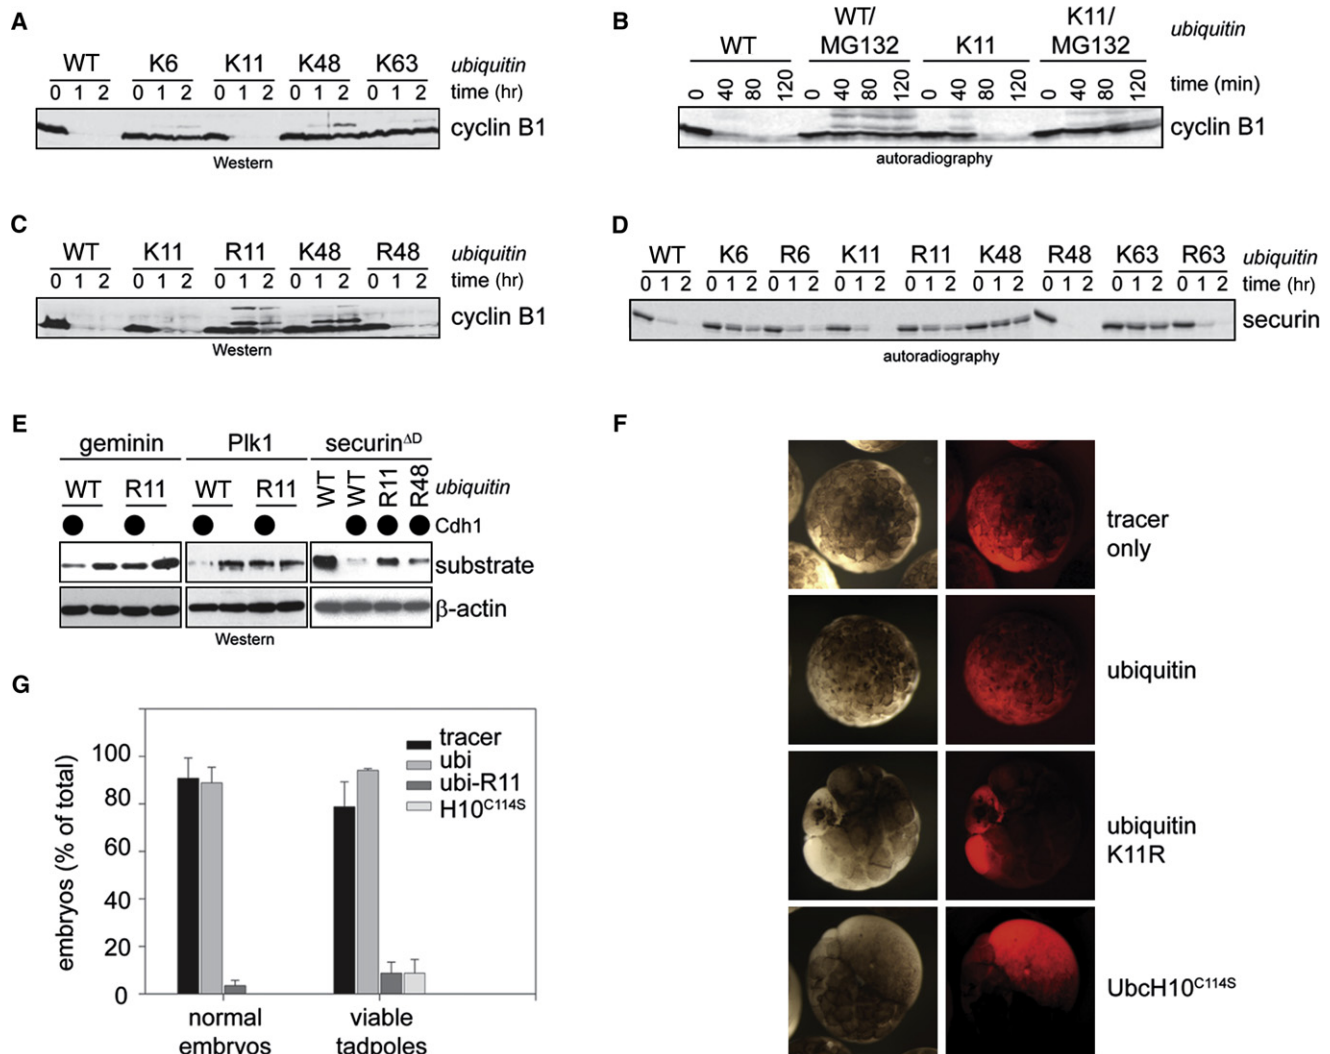 A
WT K6 K11 K48 K63 ubiquitin
0 1 2 0 1 2 0 1 2 0 1 2 0 1 2 time (hr)
cyclin B1
Western
B
WT WT/ MG132 K11 K11/ MG132 ubiquitin
0 40 80 120 0 40 80 120 0 40 80 120 0 40 80 120 time (min)
cyclin B1
autoradiography
C
WT K11 R11 K48 R48 ubiquitin
0 1 2 0 1 2 0 1 2 0 1 2 0 1 2 time (hr)
cyclin B1
Western
D
WT K6 R6 K11 R11 K48 R48 K63 R63 ubiquitin
0 1 2 0 1 2 0 1 2 0 1 2 0 1 2 0 1 2 0 1 2 0 1 2 0 1 2 time (hr)
securin
autoradiography
E
geminin Plk1 securinΔD
WT R11 WT R11 WT WT R11 R48 ubiquitin
Cdh1
substrate
β-actin
Western
F
tracer
only
ubiquitin
ubiquitin
K11R
UbcH10C114S
G
embryos (% of total)
100
80
60
40
20
0
tracer
ubi
ubi-R11
H10C114S
normal
embryos
viable
tadpoles